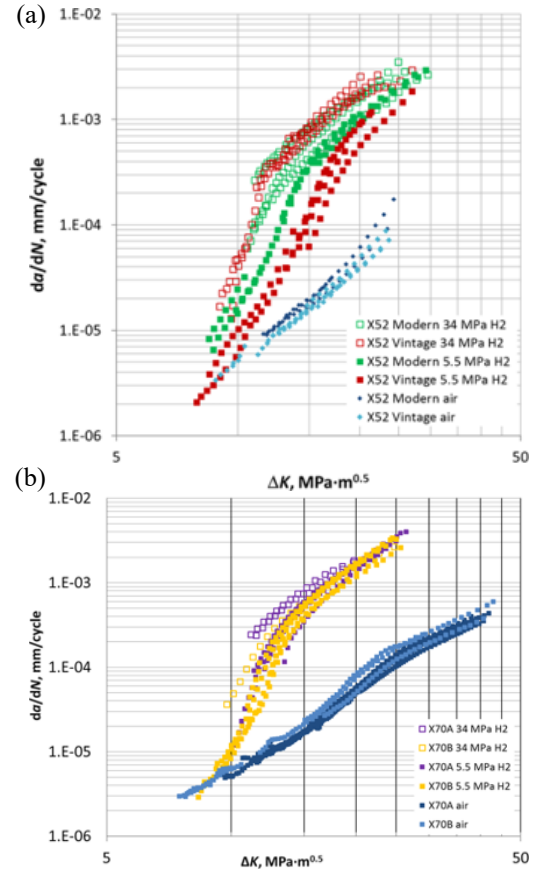 (a)
1.E-02
1.E-03
1.E-04
1.E-05
1.E-06
da/dN, mm/cycle
X52 Modern 34 MPa H2
X52 Vintage 34 MPa H2
X52 Modern 5.5 MPa H2
X52 Vintage 5.5 MPa H2
X52 Modern air
X52 Vintage air
5
50
ΔK, MPa·m^0.5
(b)
1.E-02
1.E-03
1.E-04
1.E-05
1.E-06
da/dN, mm/cycle
X70A 34 MPa H2
X70B 34 MPa H2
X70A 5.5 MPa H2
X70B 5.5 MPa H2
X70A air
X70B air
5
ΔK, MPa·m^0.5
50